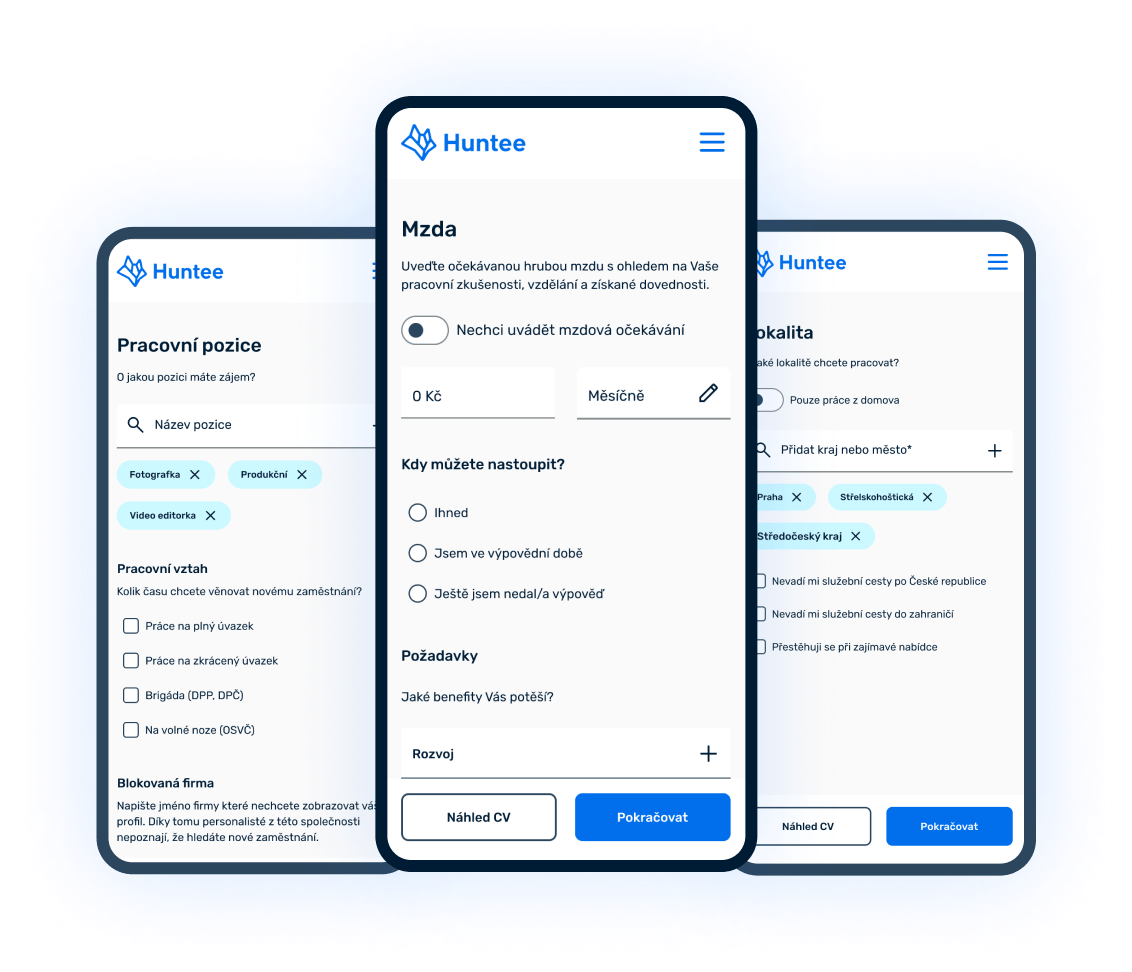 Huntee
Pracovní pozice
O jakou pozici máte zájem?
Název pozice
Fotografka
Produkční
Video editorka
Pracovní vztah
Kolik času chcete věnovat novému zaměstnání?
Práce na plný úvazek
Práce na zkrácený úvazek
Brigáda (DPP, DPČ)
Na volné noze (OSVČ)
Blokovaná firma
Napište jméno firmy které nechcete zobrazovat váš
profil. Díky tomu personalisté z této společnosti
nepoznají, že hledáte nové zaměstnání.
Huntee
Mzda
Uveďte očekávanou hrubou mzdu s ohledem na Vaše
pracovní zkušenosti, vzdělání a získané dovednosti.
Nechci uvádět mzdová očekávání
0 Kč
Měsíčně
Kdy můžete nastoupit?
Ihned
Jsem ve výpovědní době
Ještě jsem nedal/a výpověď
Požadavky
Jaké benefity Vás potěší?
Rozvoj
Náhled CV
Pokračovat
Huntee
okalita
aké lokalitě chcete pracovat?
Pouze práce z domova
Přidat kraj nebo město*
Praha
Střelskohoštická
Středočeský kraj
Nevadí mi služební cesty po České republice
Nevadí mi služební cesty do zahraničí
Přestěhuji se při zajímavé nabídce
Náhled CV
Pokračovat